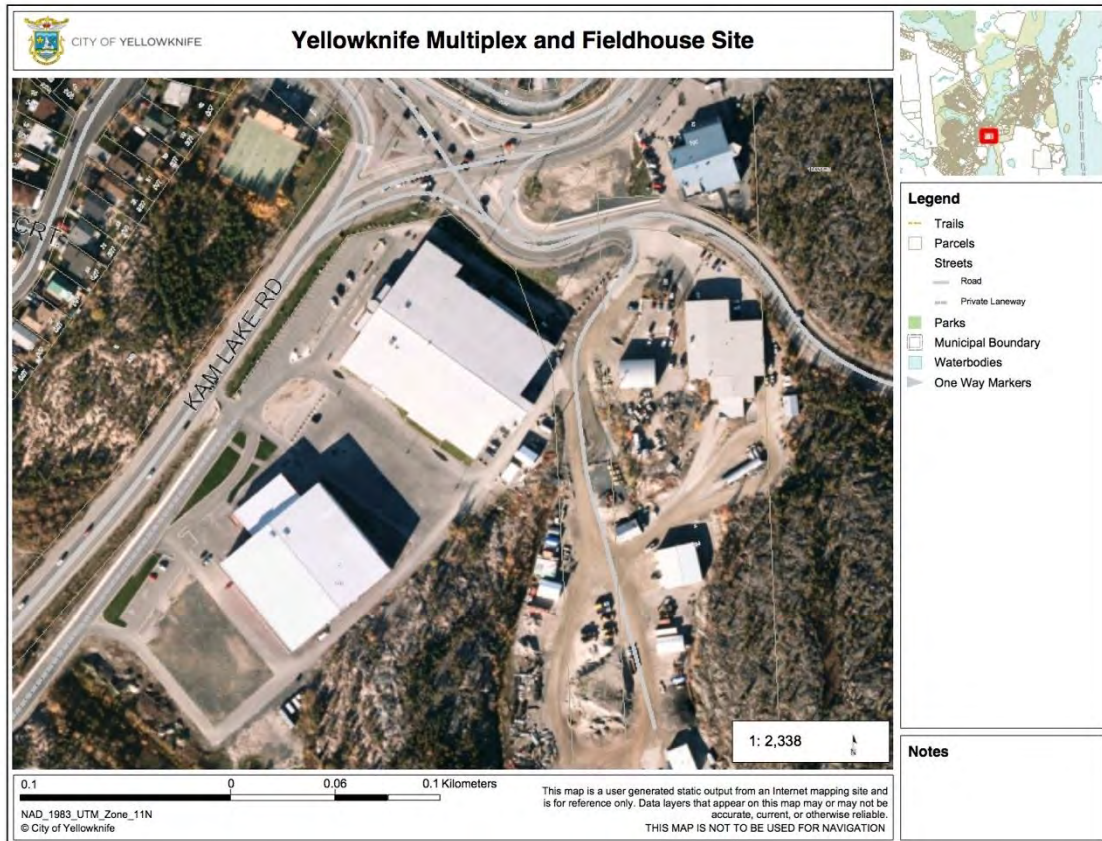 CITY OF YELLOWKNIFE
Yellowknife Multiplex and Fieldhouse Site
KAM LAKE RD
CR
Legend
Trails
Parcels
Streets
Road
Private Laneway
Parks
Municipal Boundary
Waterbodies
One Way Markers
1: 2,338
N
Notes
0.1 0 0.06 0.1 Kilometers
NAD_1983_UTM_Zone_11N
© City of Yellowknife
This map is a user generated static output from an Internet mapping site and
is for reference only. Data layers that appear on this map may or may not be
accurate, current, or otherwise reliable.
THIS MAP IS NOT TO BE USED FOR NAVIGATION